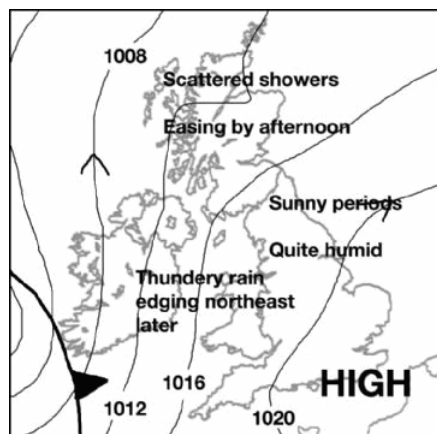 1008
Scattered showers
Easing by afternoon
Sunny periods
Quite humid
Thundery rain
edging northeast
later
1016
HIGH
1012
1020